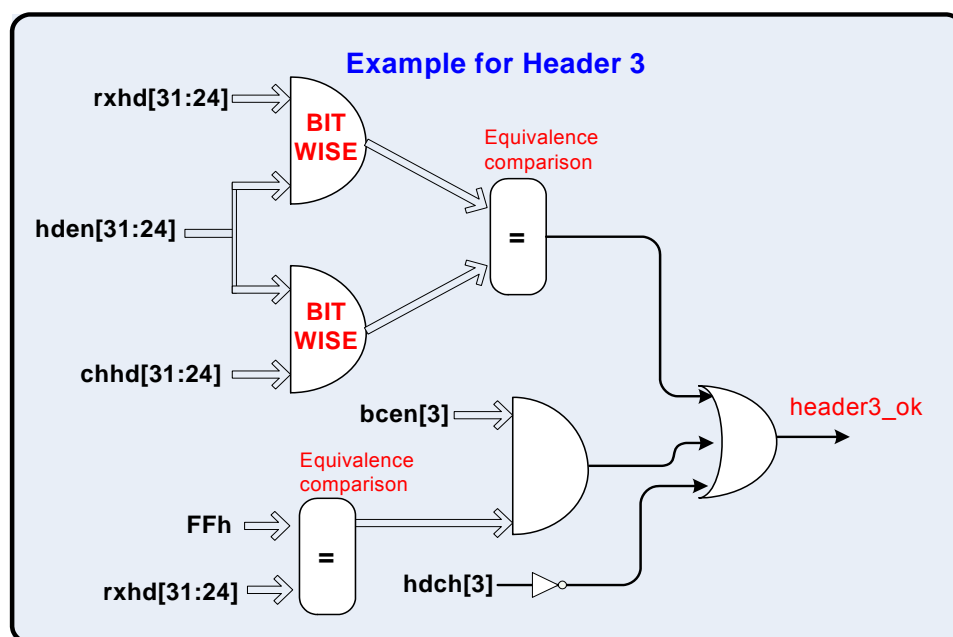 Example for Header 3
rxhd[31:24]
BIT
WISE
Equivalence
comparison
hden[31:24]
=
BIT
WISE
chhd[31:24]
bcen[3]
header3_ok
Equivalence
comparison
FFh
=
rxhd[31:24]
hdch[3]